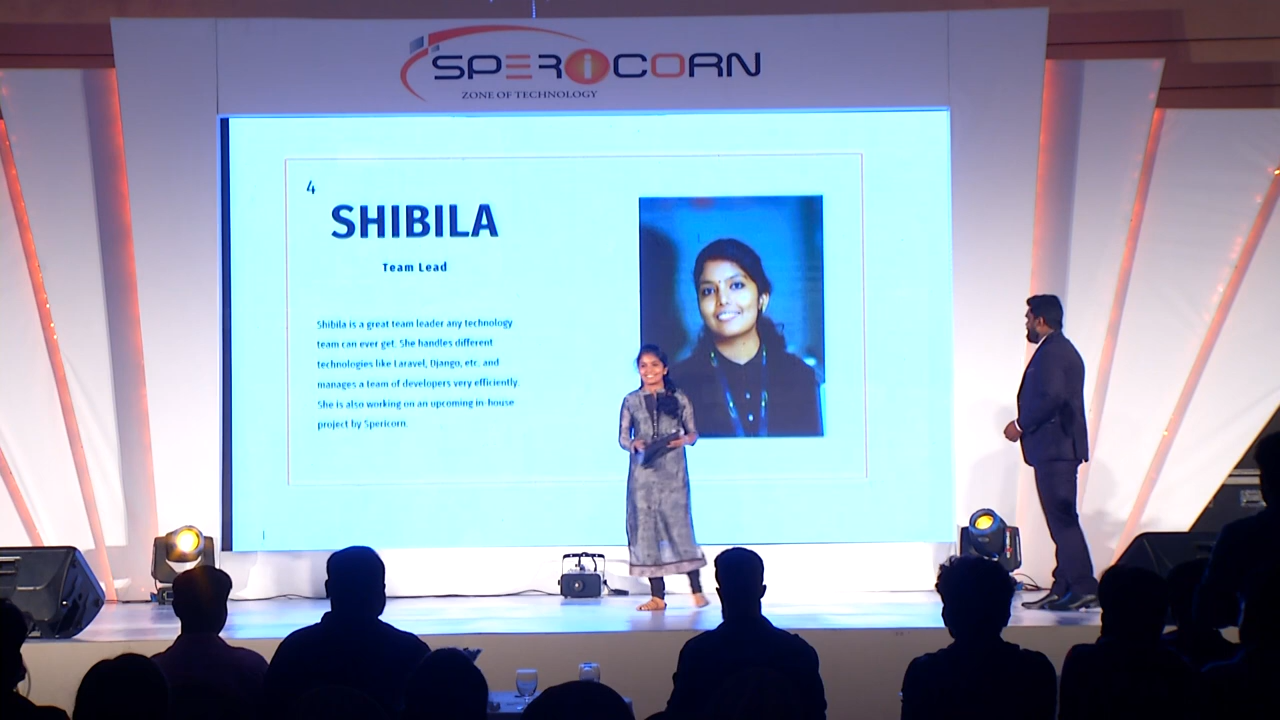 SPERICORN
ZONE OF TECHNOLOGY
4
SHIBILA
Team Lead
Shibila is a great team leader any technology
team can ever get. She handles different
technologies like Laravel, Django, etc. and
manages a team of developers very efficiently.
She is also working on an upcoming in-house
project by Spericorn.